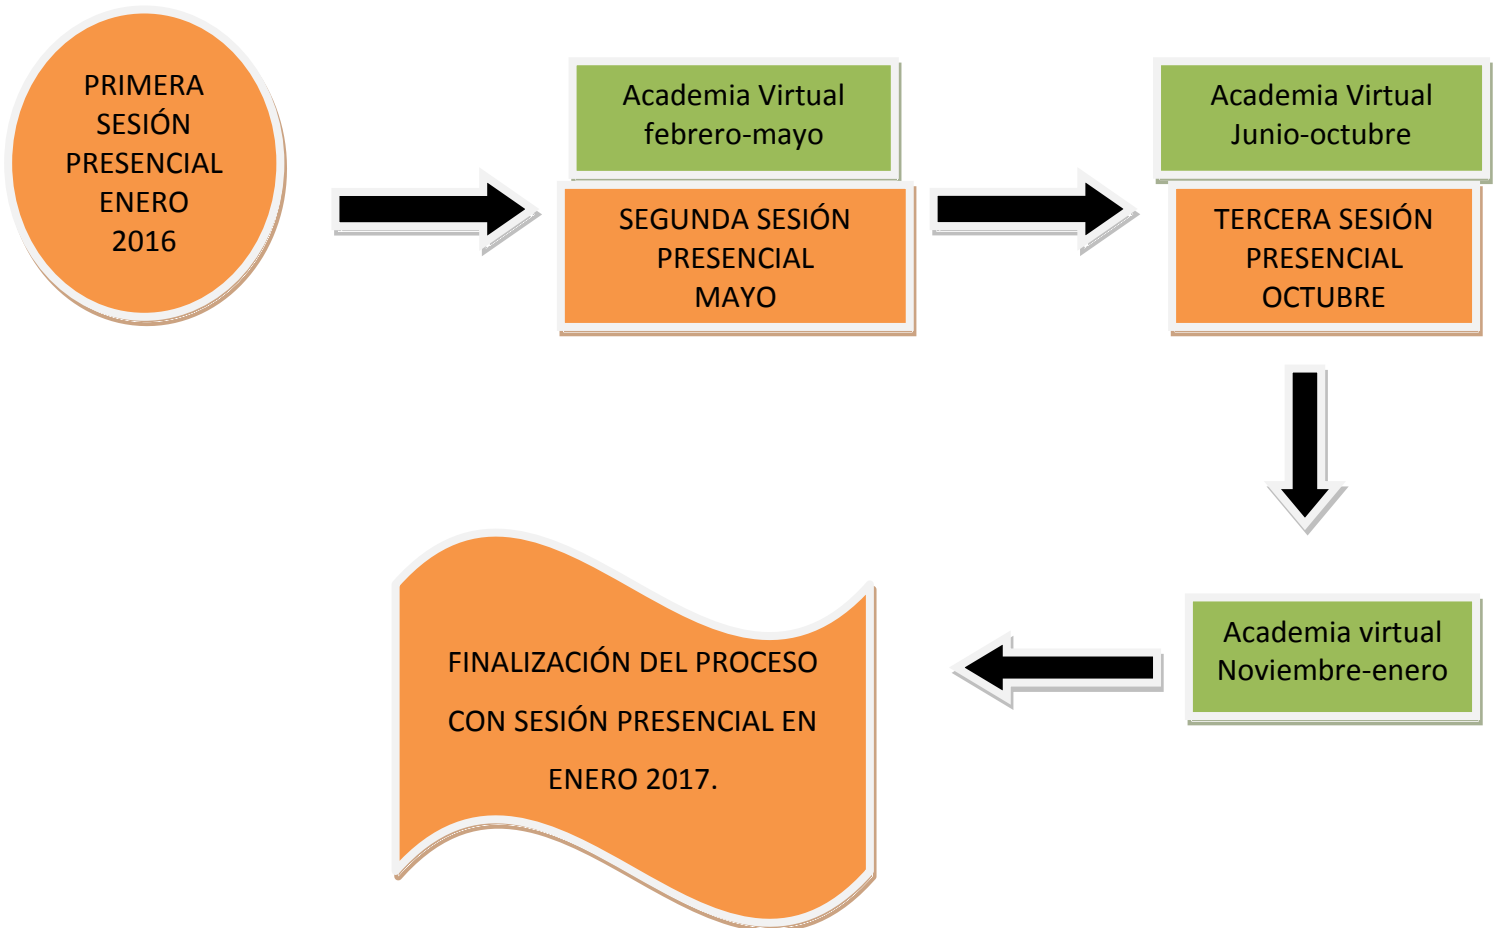 PRIMERA
SESIÓN
PRESENCIAL
ENERO
2016
Academia Virtual
febrero-mayo
SEGUNDA SESIÓN
PRESENCIAL
MAYO
Academia Virtual
Junio-octubre
TERCERA SESIÓN
PRESENCIAL
OCTUBRE
Academia virtual
Noviembre-enero
FINALIZACIÓN DEL PROCESO
CON SESIÓN PRESENCIAL EN
ENERO 2017.